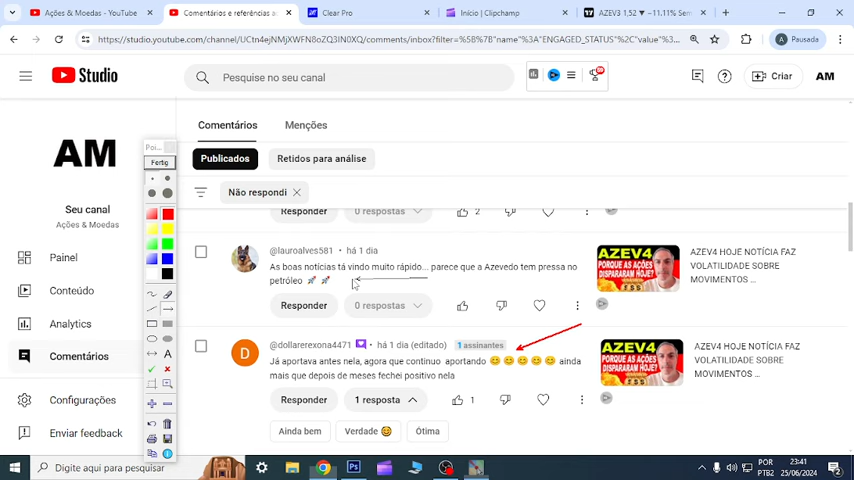 Ações & Moedas - YouTube
Comentários e referências ao
Clear Pro
Início | Clipchamp
AZEV3 1,52 ▼ −11,11% Sem
https://studio.youtube.com/channel/UCtn4ejNMjXWFN8oZQ3IN0XQ/comments/inbox?filter=%5B%7B"name"%3A"ENGAGED_STATUS"%2C"value"%...
A Pausada
Studio
Pesquise no seu canal
Criar
AM
AM
Seu canal
Ações & Moedas
Painel
Conteúdo
Analytics
Comentários
Configurações
Enviar feedback
Poi...
Fertig
A
Comentários
Menções
Publicados
Retidos para análise
Não respondi
Responder
0 respostas
2
@lauroalves581 • há 1 dia
As boas notícias tá vindo muito rápido... parece que a Azevedo tem pressa no
petróleo 🚀 🚀
Responder
0 respostas
AZEV4
PORQUE AS AÇÕES
DISPARARAM HOJE?
AZEV4 HOJE NOTÍCIA FAZ
VOLATILIDADE SOBRE
MOVIMENTOS ...
D
@dollarerexona4471 • há 1 dia (editado) 1 assinantes
Já aportava antes nela, agora que continuo aportando 😊😊😊😊😊 ainda
mais que depois de meses fechei positivo nela
Responder
1 resposta
1
Ainda bem
Verdade 😊
Ótima
AZEV4
PORQUE AS AÇÕES
DISPARARAM HOJE?
AZEV4 HOJE NOTÍCIA FAZ
VOLATILIDADE SOBRE
MOVIMENTOS ...
Digite aqui para pesquisar
POR
PTB2
23:41
25/06/2024